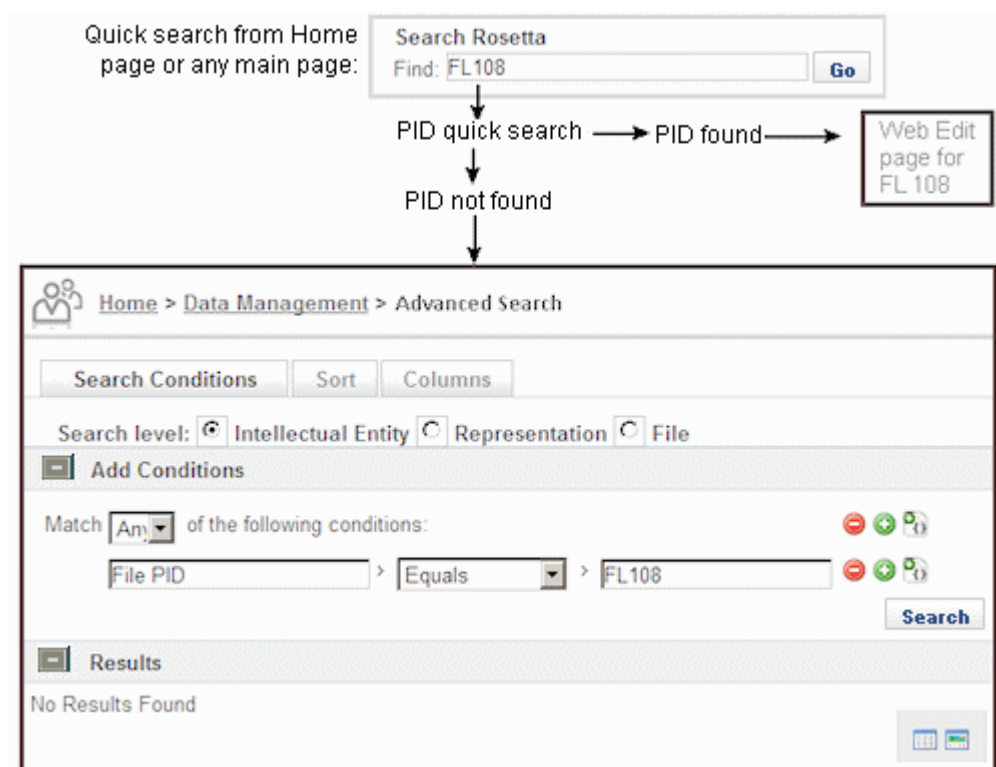 Quick search from Home
page or any main page:
Search Rosetta
Find: FL108
Go
PID quick search
PID found
Web Edit
page for
FL 108
PID not found
Home > Data Management > Advanced Search
Search Conditions
Sort
Columns
Search level: Intellectual Entity Representation File
Add Conditions
Match Any of the following conditions:
File PID > Equals > FL108
Search
Results
No Results Found